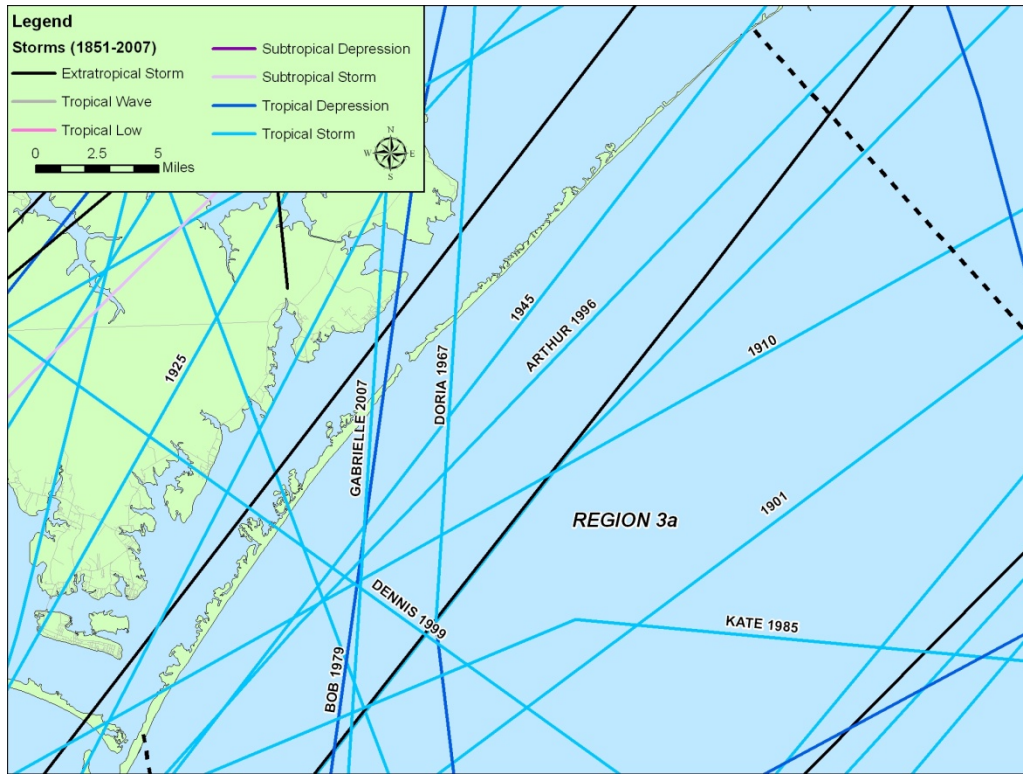 Legend
Storms (1851-2007)
Extratropical Storm
Tropical Wave
Tropical Low
Subtropical Depression
Subtropical Storm
Tropical Depression
Tropical Storm
0 2.5 5
Miles
N
W E
S
1945
ARTHUR 1996
1910
1925
DORIA 1967
GABRIELLE 2007
1901
REGION 3a
DENNIS 1999
KATE 1985
BOB 1979